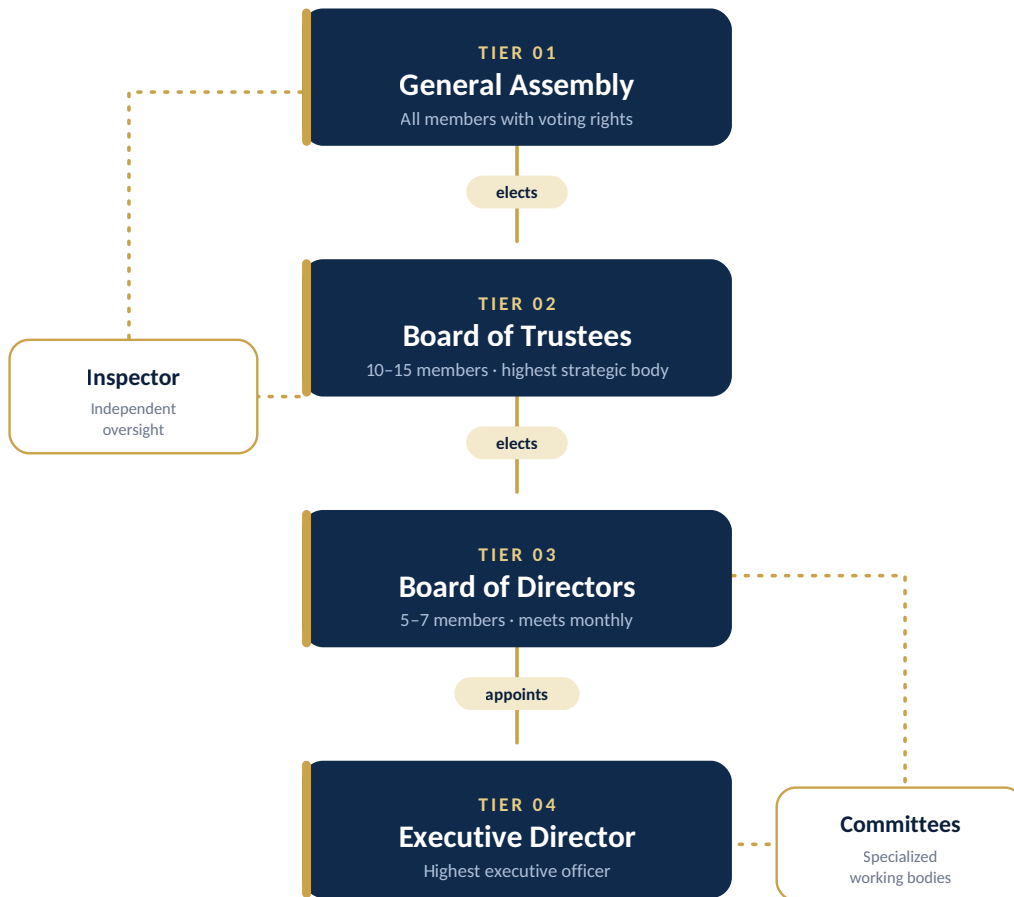 TIER 01
General Assembly
All members with voting rights
elects
TIER 02
Board of Trustees
10–15 members · highest strategic body
Inspector
Independent
oversight
elects
TIER 03
Board of Directors
5–7 members · meets monthly
appoints
TIER 04
Executive Director
Highest executive officer
Committees
Specialized
working bodies